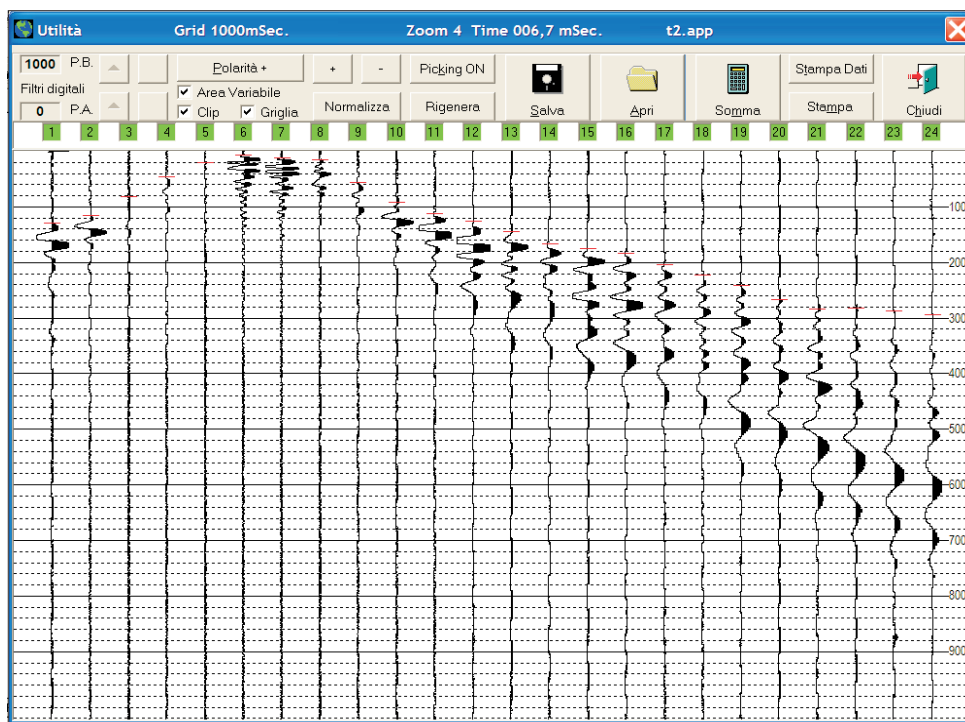 Utilità Grid 1000mSec. Zoom 4 Time 006,7 mSec. t2.app
1000 P.B.
Filtri digitali
0 P.A.
Polarità +
Area Variabile
Clip Griglia
+ -
Normalizza
Picking ON
Rigenera
Salva
Apri
Somma
Stampa Dati
Stampa
Chiudi
1 2 3 4 5 6 7 8 9 10 11 12 13 14 15 16 17 18 19 20 21 22 23 24
100
200
300
400
500
600
700
800
900